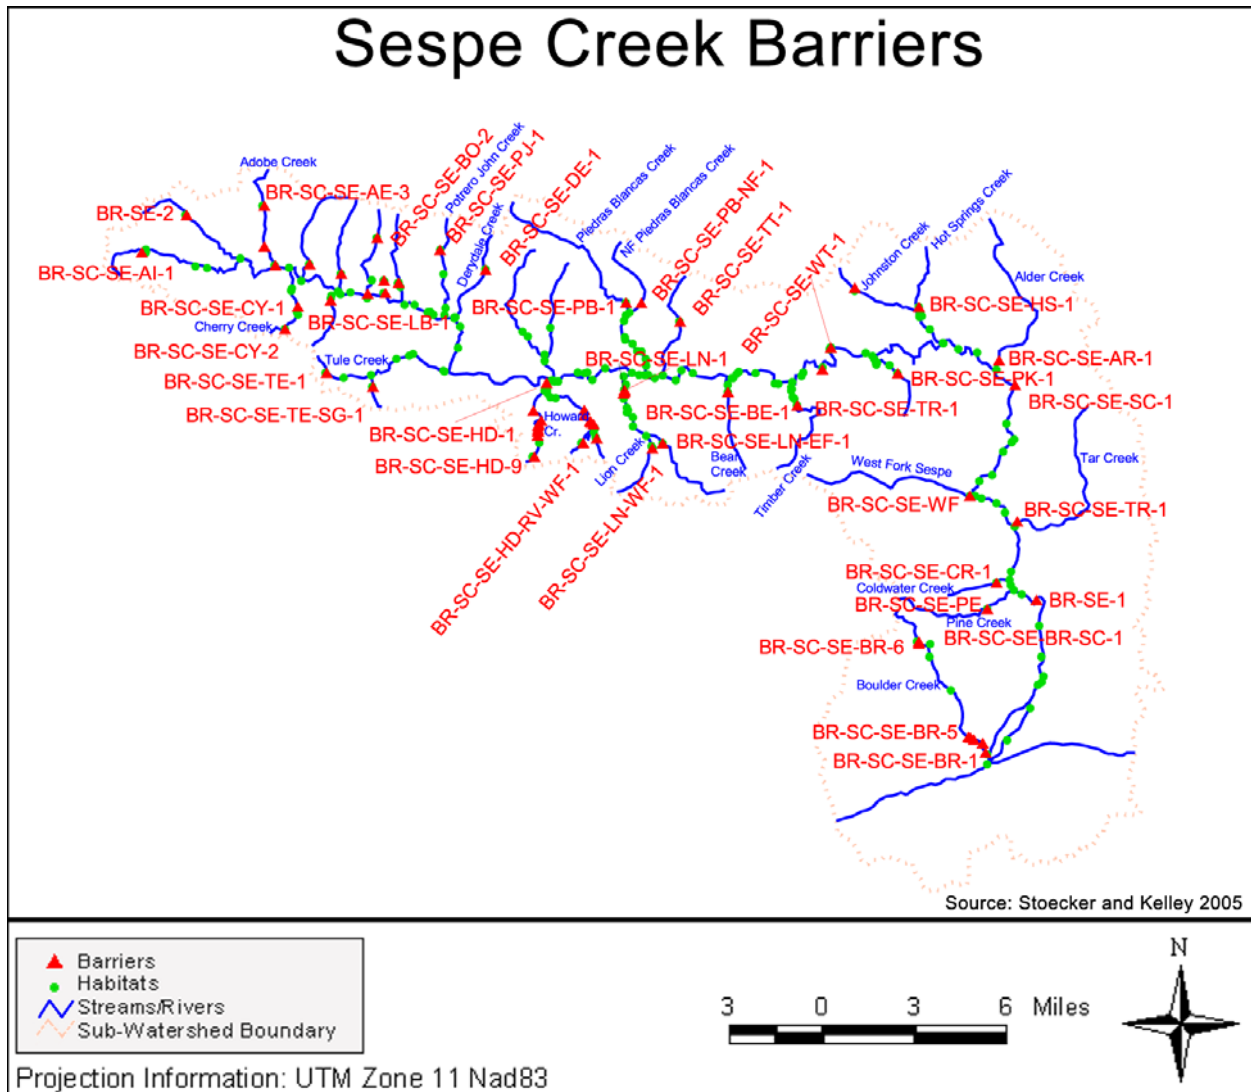 Sespe Creek Barriers
Adobe Creek
BR-SC-SE-AE-3
BR-SC-SE-BO-2
Potrero John Creek
BR-SC-SE-PJ-1
Derydale Creek
BR-SC-SE-DE-1
Piedras Blancas Creek
NF Piedras Blancas Creek
BR-SC-SE-PB-NF-1
BR-SC-SE-TT-1
BR-SC-SE-WT-1
Johnston Creek
Hot Springs Creek
Alder Creek
BR-SE-2
BR-SC-SE-AI-1
BR-SC-SE-CY-1
Cherry Creek
BR-SC-SE-CY-2
BR-SC-SE-LB-1
BR-SC-SE-PB-1
BR-SC-SE-HS-1
Tule Creek
BR-SC-SE-TE-1
BR-SC-SE-TE-SG-1
BR-SC-SE-LN-1
BR-SC-SE-AR-1
BR-SC-SE-PK-1
BR-SC-SE-SC-1
BR-SC-SE-HD-1
Howard
Cr.
BR-SC-SE-BE-1
BR-SC-SE-TR-1
BR-SC-SE-HD-9
BR-SC-SE-LN-EF-1
Lion Creek
Bear
Creek
Timber Creek
West Fork Sespe
Tar Creek
BR-SC-SE-HD-RV-WF-1
BR-SC-SE-LN-WF-1
BR-SC-SE-WF
BR-SC-SE-TR-1
BR-SC-SE-CR-1
Coldwater Creek
BR-SC-SE-PE
BR-SE-1
Pine Creek
BR-SC-SE-BR-SC-1
BR-SC-SE-BR-6
Boulder Creek
BR-SC-SE-BR-5
BR-SC-SE-BR-1
Source: Stoecker and Kelley 2005
Barriers
Habitats
Streams/Rivers
Sub-Watershed Boundary
3 0 3 6 Miles
N
Projection Information: UTM Zone 11 Nad83